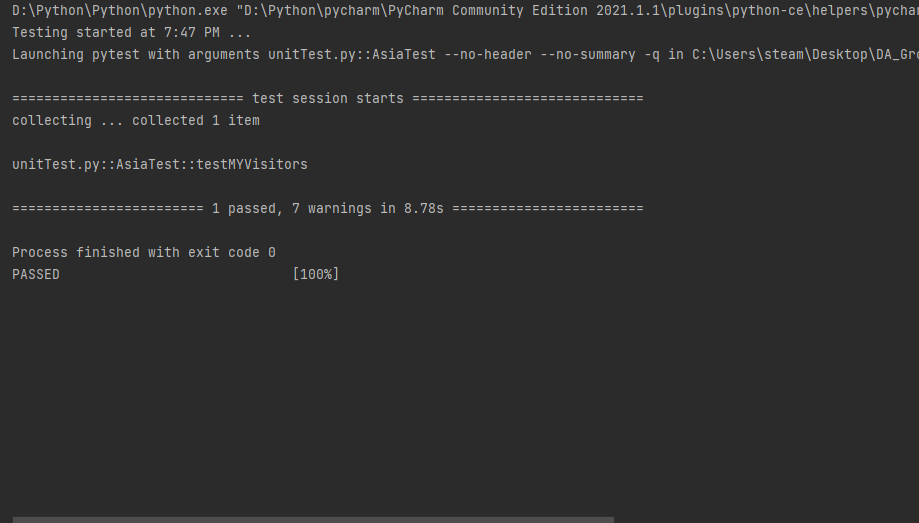 D:\Python\Python\python.exe "D:\Python\pycharm\PyCharm Community Edition 2021.1.1\plugins\python-ce\helpers\pychar
Testing started at 7:47 PM ...
Launching pytest with arguments unitTest.py::AsiaTest --no-header --no-summary -q in C:\Users\steam\Desktop\DA_Gro
============================= test session starts =============================
collecting ... collected 1 item
unitTest.py::AsiaTest::testMYVisitors
======================== 1 passed, 7 warnings in 8.78s ========================
Process finished with exit code 0
PASSED                             [100%]